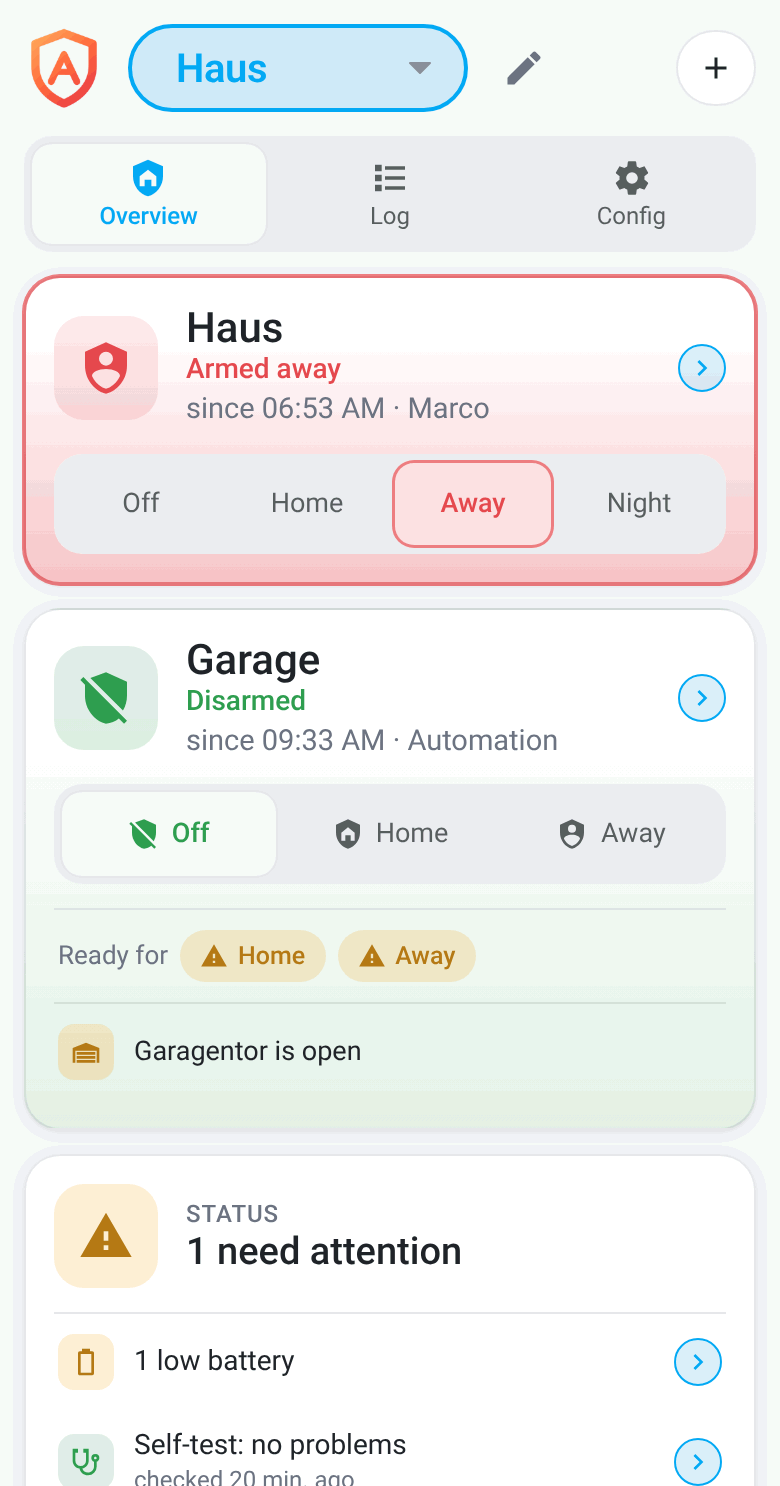 Haus
Overview
Log
Config
Haus
Armed away
since 06:53 AM · Marco
Off
Home
Away
Night
Garage
Disarmed
since 09:33 AM · Automation
Off
Home
Away
Ready for
Home
Away
Garagentor is open
STATUS
1 need attention
1 low battery
Self-test: no problems
checked 20 min. ago